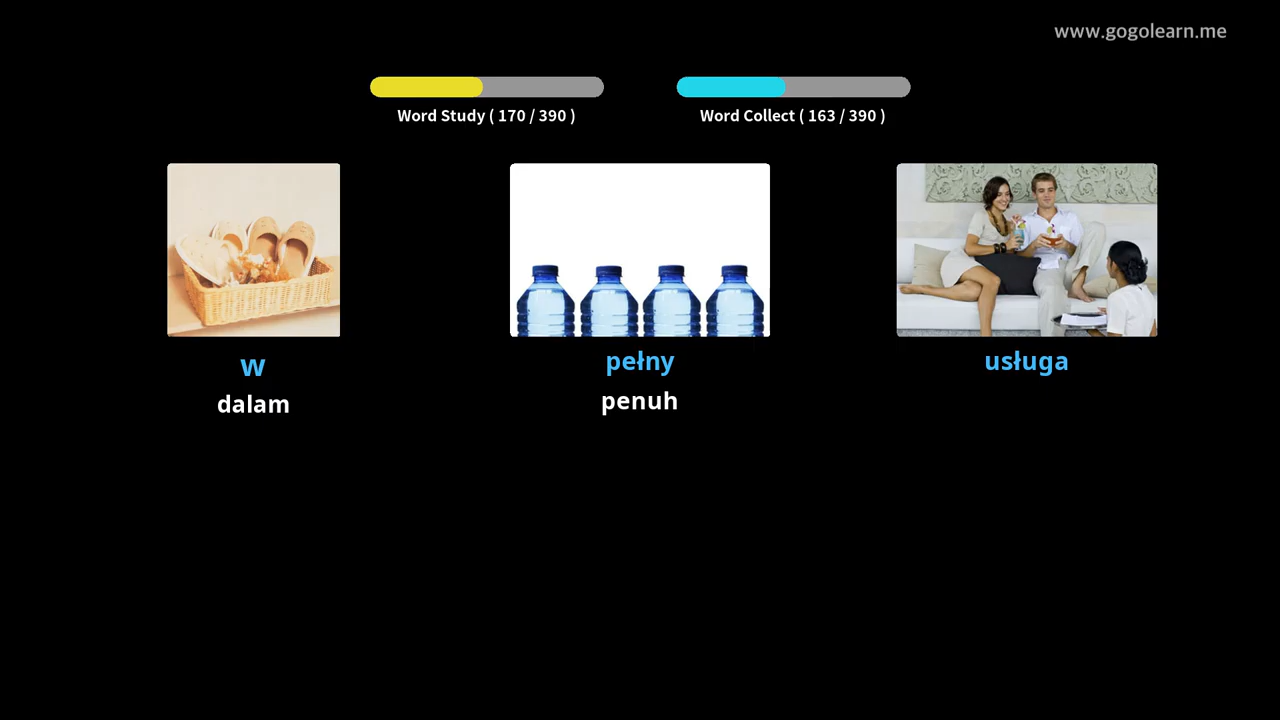 www.gogolearn.me
Word Study ( 170 / 390 )
Word Collect ( 163 / 390 )
w
pełny
usługa
dalam
penuh